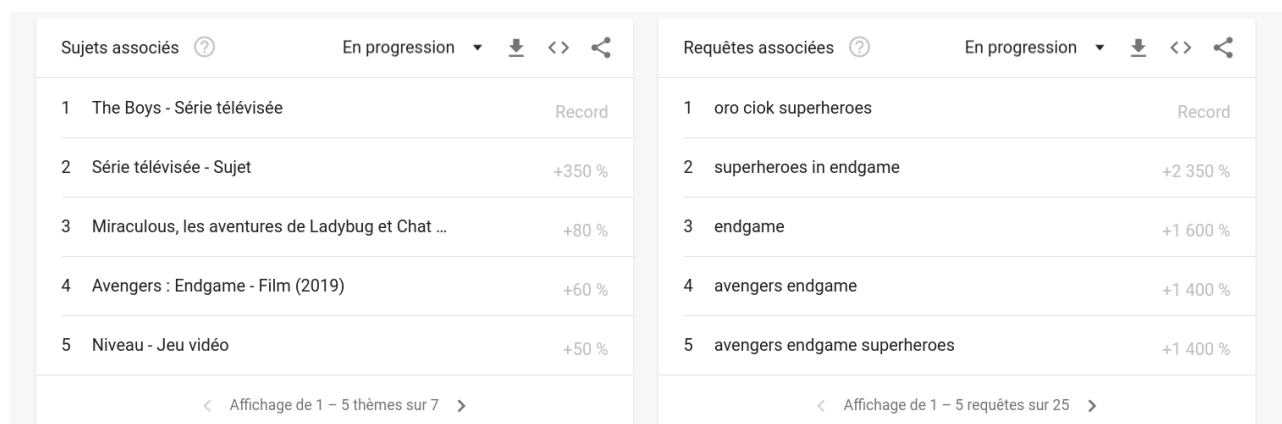 Sujets associés ? En progression
1 The Boys - Série télévisée Record
2 Série télévisée - Sujet +350 %
3 Miraculous, les aventures de Ladybug et Chat ... +80 %
4 Avengers : Endgame - Film (2019) +60 %
5 Niveau - Jeu vidéo +50 %
Affichage de 1 – 5 thèmes sur 7
Requêtes associées ? En progression
1 oro ciok superheroes Record
2 superheroes in endgame +2 350 %
3 endgame +1 600 %
4 avengers endgame +1 400 %
5 avengers endgame superheroes +1 400 %
Affichage de 1 – 5 requêtes sur 25